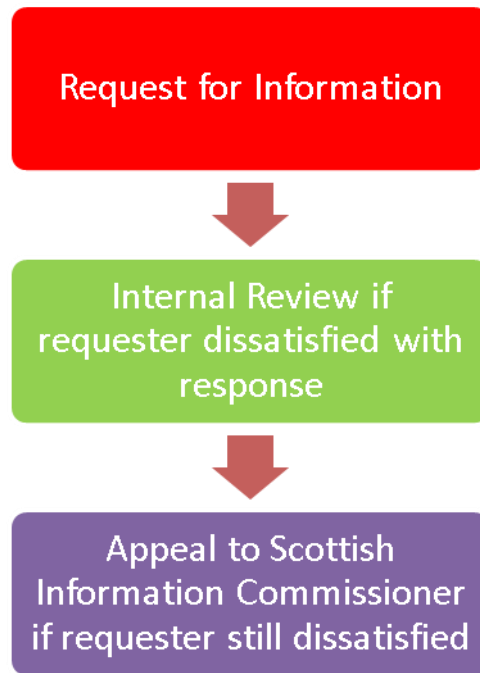 Request for Information
Internal Review if
requester dissatisfied with
response
Appeal to Scottish
Information Commissioner
if requester still dissatisfied